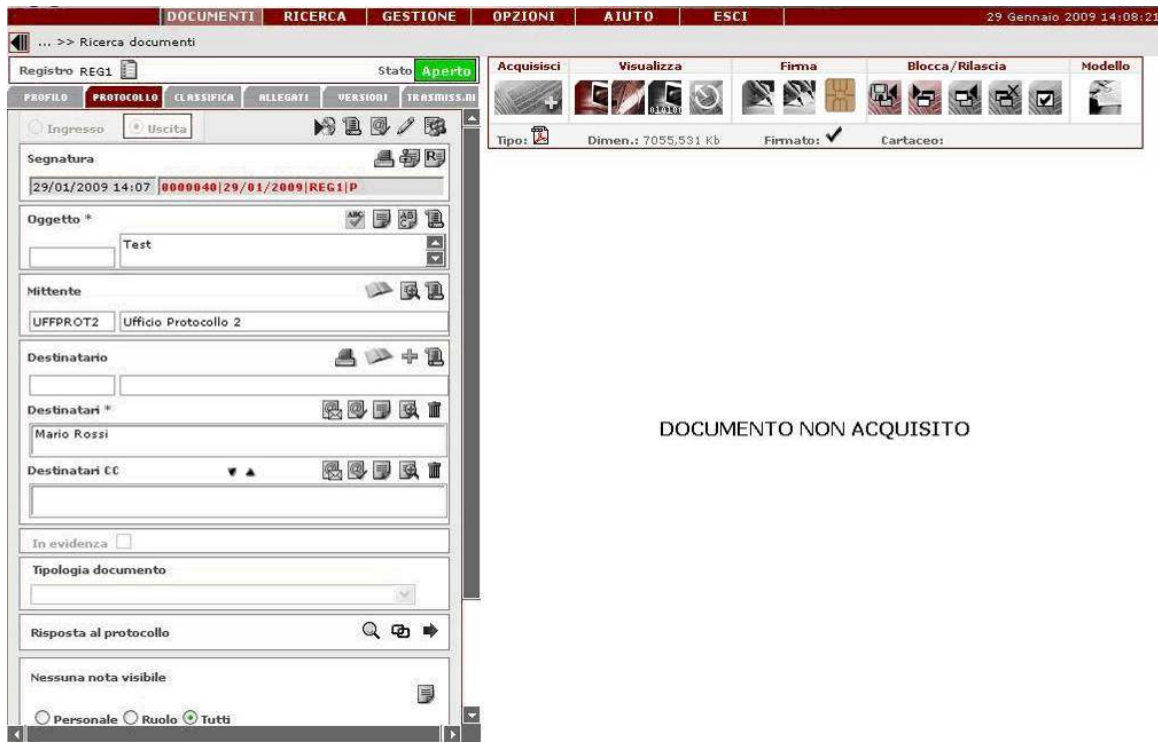 DOCUMENTI RICERCA GESTIONE OPZIONI AIUTO ESCI 29 Gennaio 2009 14:08:21
... >> Ricerca documenti
Registro REG1 Stato Aperto
PROFILO PROTOCOLLO CLASSIFICA ALLEGATI VERSIONI TRASMISS.NI
Ingresso Uscita
Segnatura
29/01/2009 14:07 0000040|29/01/2009|REG1|P
Oggetto *
Test
Mittente
UFFPROT2 Ufficio Protocollo 2
Destinatario
Destinatari *
Mario Rossi
Destinatari CC
In evidenza
Tipologia documento
Risposta al protocollo
Nessuna nota visibile
Personale Ruolo Tutti
Acquisisci Visualizza Firma Blocca/Rilascia Modello
Tipo: Dimen.: 7055,531 Kb Firmato: Cartaceo:
DOCUMENTO NON ACQUISITO